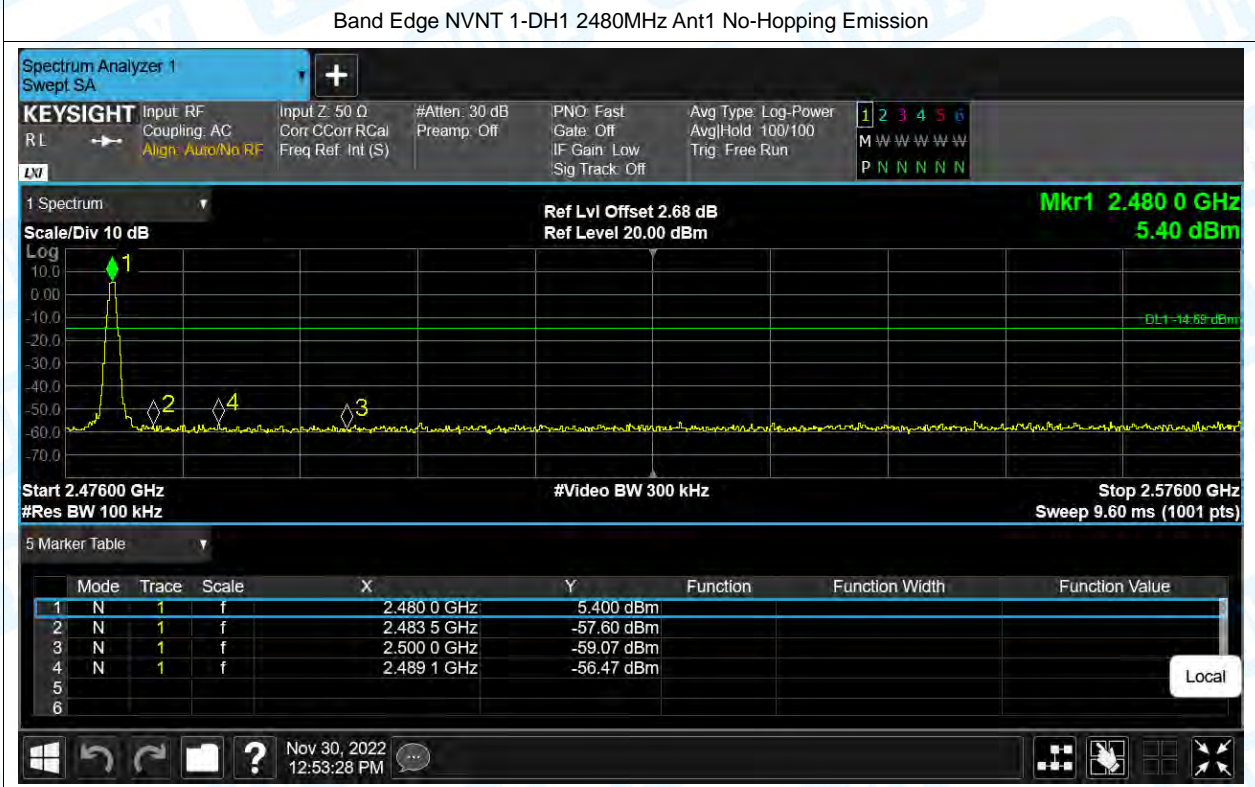 Band Edge NVNT 1-DH1 2480MHz Ant1 No-Hopping Emission
Spectrum Analyzer 1
Swept SA
+
KEYSIGHT Input: RF Input Z: 50 Ω #Atten: 30 dB PNO: Fast Avg Type: Log-Power 1 2 3 4 5 6
R L Coupling: AC Corr CCorr RCal Preamp: Off Gate: Off Avg|Hold: 100/100 M W W W W W
Align: Auto/No RF Freq Ref: Int (S) IF Gain: Low Trig: Free Run
LXI Sig Track: Off P N N N N N
1 Spectrum Ref Lvl Offset 2.68 dB Mkr1 2.480 0 GHz
Scale/Div 10 dB Ref Level 20.00 dBm 5.40 dBm
Log
10.0 1
0.00
-10.0 DL1 -14.69 dBm
-20.0
-30.0
-40.0
-50.0 2 4 3
-60.0
-70.0
Start 2.47600 GHz #Video BW 300 kHz Stop 2.57600 GHz
#Res BW 100 kHz Sweep 9.60 ms (1001 pts)
5 Marker Table
Mode Trace Scale X Y Function Function Width Function Value
1 N 1 f 2.480 0 GHz 5.400 dBm
2 N 1 f 2.483 5 GHz -57.60 dBm
3 N 1 f 2.500 0 GHz -59.07 dBm
4 N 1 f 2.489 1 GHz -56.47 dBm
5
6
Local
? Nov 30, 2022
12:53:28 PM